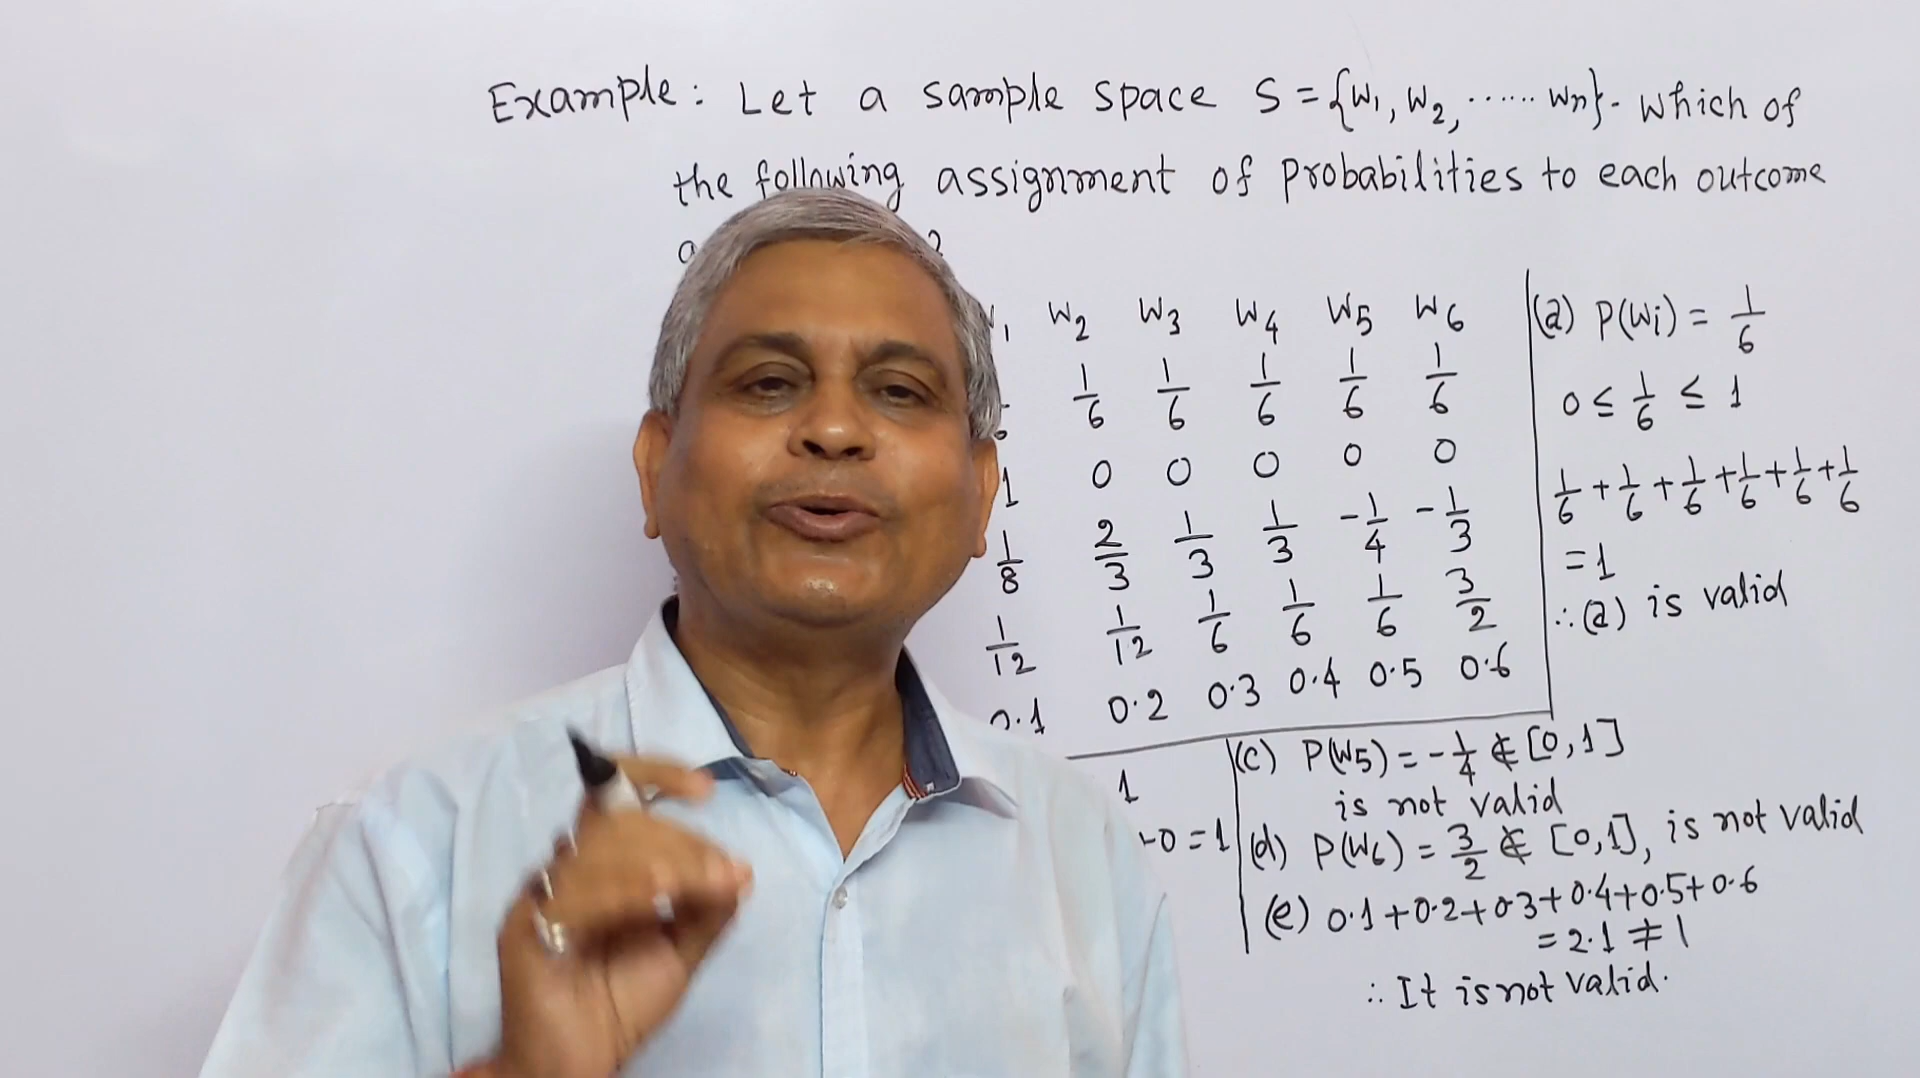 Example: Let a sample space S = {w₁, w₂, ...... wn}. Which of
the following assignment of probabilities to each outcome
?
w₂ w₃ w₄ w₅ w₆
1/6 1/6 1/6 1/6 1/6
1 0 0 0 0 0
1/8 2/3 1/3 1/3 -1/4 -1/3
1/12 1/12 1/6 1/6 1/6 3/2
0.1 0.2 0.3 0.4 0.5 0.6
(a) P(wi) = 1/6
0 ≤ 1/6 ≤ 1
1/6 + 1/6 + 1/6 + 1/6 + 1/6 + 1/6
= 1
∴ (a) is valid
1
0 = 1
(c) P(w5) = -1/4 ∉ [0, 1]
is not valid
(d) P(w6) = 3/2 ∉ [0,1], is not valid
(e) 0.1 + 0.2 + 0.3 + 0.4 + 0.5 + 0.6
= 2.1 ≠ 1
∴ It is not valid.